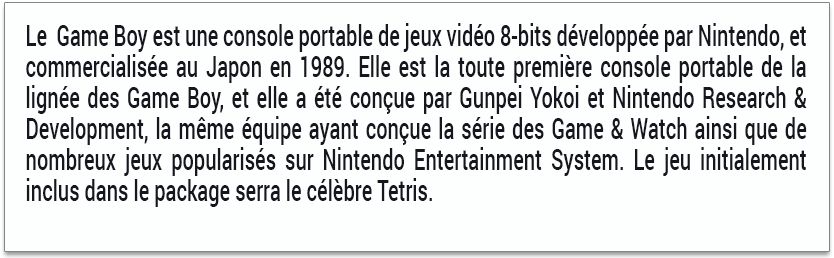 Le Game Boy est une console portable de jeux vidéo 8-bits développée par Nintendo, et
commercialisée au Japon en 1989. Elle est la toute première console portable de la
lignée des Game Boy, et elle a été conçue par Gunpei Yokoi et Nintendo Research &
Development, la même équipe ayant conçue la série des Game & Watch ainsi que de
nombreux jeux popularisés sur Nintendo Entertainment System. Le jeu initialement
inclus dans le package serra le célèbre Tetris.